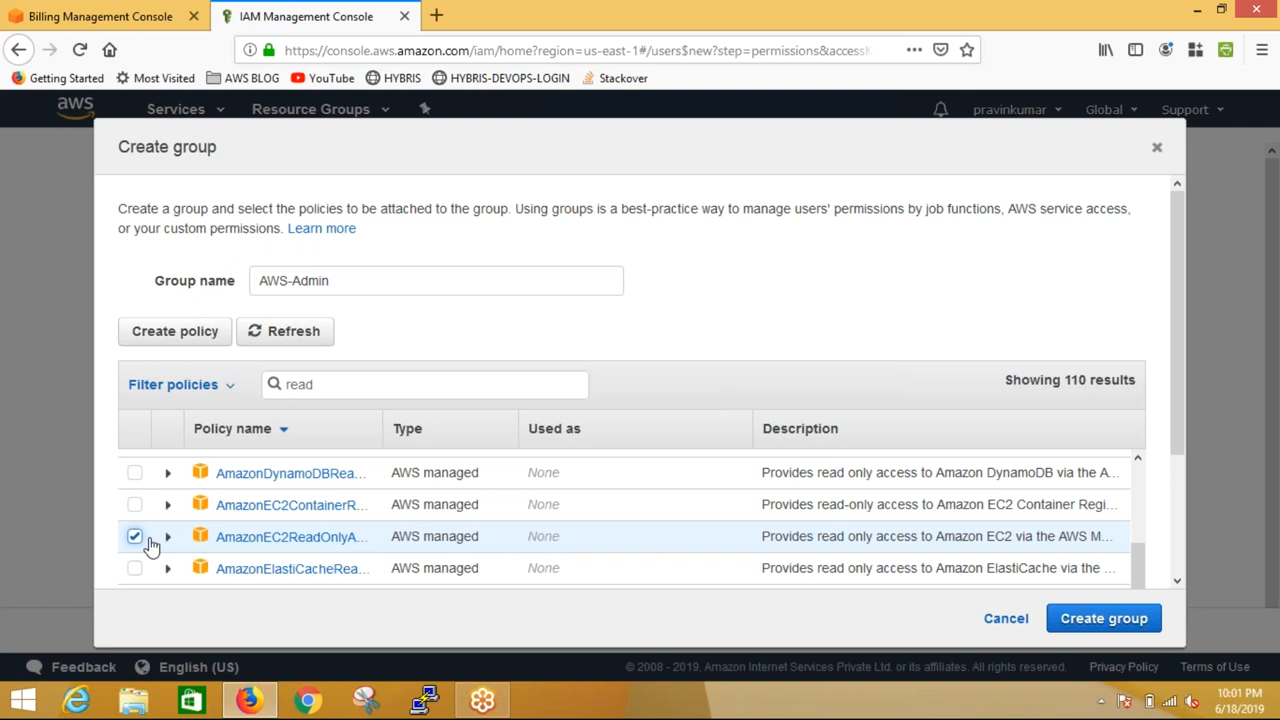 Billing Management Console
IAM Management Console
https://console.aws.amazon.com/iam/home?region=us-east-1#/users$new?step=permissions&access
Getting Started Most Visited AWS BLOG YouTube HYBRIS HYBRIS-DEVOPS-LOGIN Stackover
aws Services Resource Groups pravinkumar Global Support
Create group
Create a group and select the policies to be attached to the group. Using groups is a best-practice way to manage users' permissions by job functions, AWS service access,
or your custom permissions. Learn more
Group name AWS-Admin
Create policy Refresh
Filter policies read Showing 110 results
Policy name Type Used as Description
AmazonDynamoDBRea... AWS managed None Provides read only access to Amazon DynamoDB via the A...
AmazonEC2ContainerR... AWS managed None Provides read-only access to Amazon EC2 Container Regi...
AmazonEC2ReadOnlyA... AWS managed None Provides read only access to Amazon EC2 via the AWS M...
AmazonElastiCacheRea... AWS managed None Provides read only access to Amazon ElastiCache via the ...
Cancel Create group
Feedback English (US) © 2008 - 2019, Amazon Internet Services Private Ltd. or its affiliates. All rights reserved. Privacy Policy Terms of Use
10:01 PM
6/18/2019